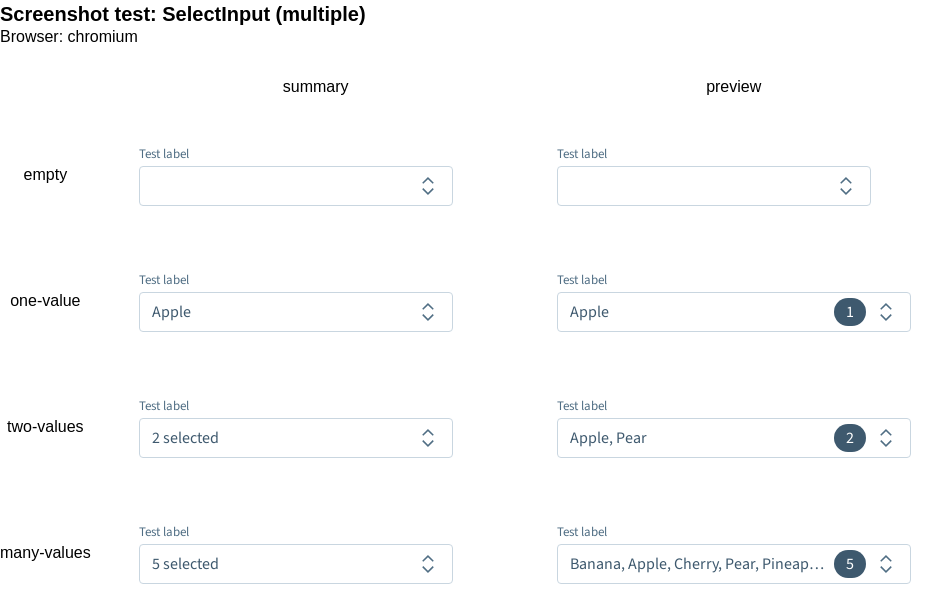 Screenshot test: SelectInput (multiple)
Browser: chromium
summary preview
Test label Test label
empty
Test label Test label
one-value Apple Apple 1
Test label Test label
two-values 2 selected Apple, Pear 2
Test label Test label
many-values 5 selected Banana, Apple, Cherry, Pear, Pineap… 5